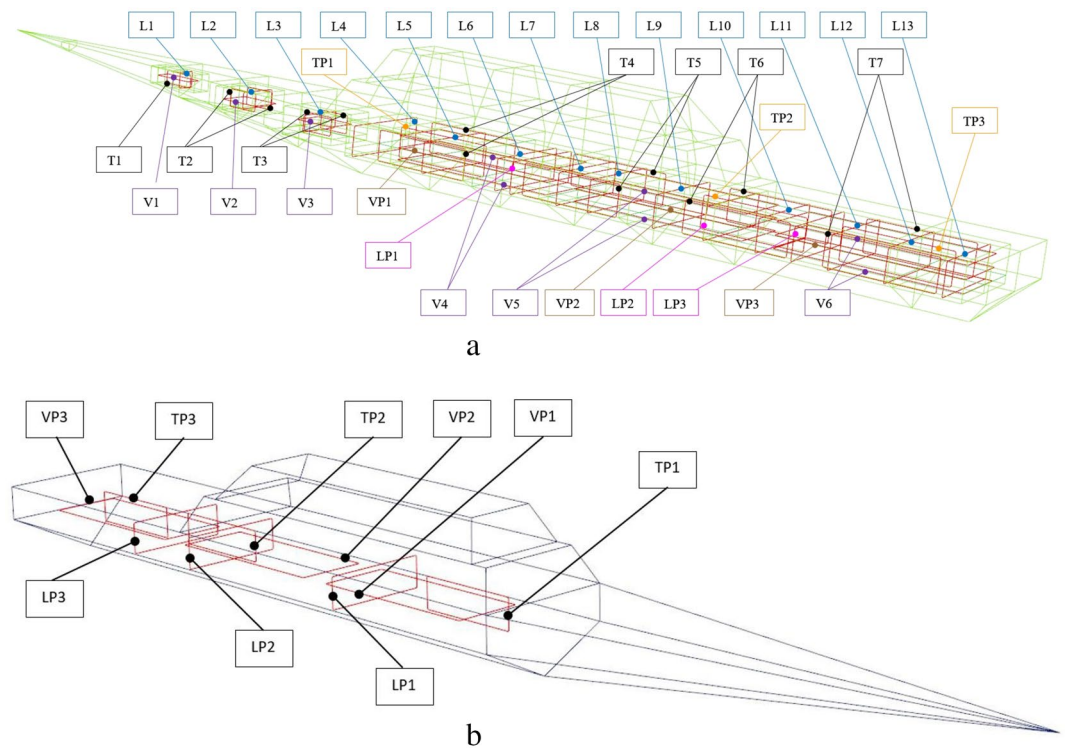 L1 L2 L3 L4 L5 L6 L7 L8 L9 L10 L11 L12 L13
TP1 T4 T5 T6 T7
TP2 TP3
T1 T2 T3
V1 V2 V3 VP1
LP1
V4 V5 VP2 LP2 LP3 VP3 V6
a
VP3 TP3 TP2 VP2 VP1
TP1
LP3
LP2
LP1
b